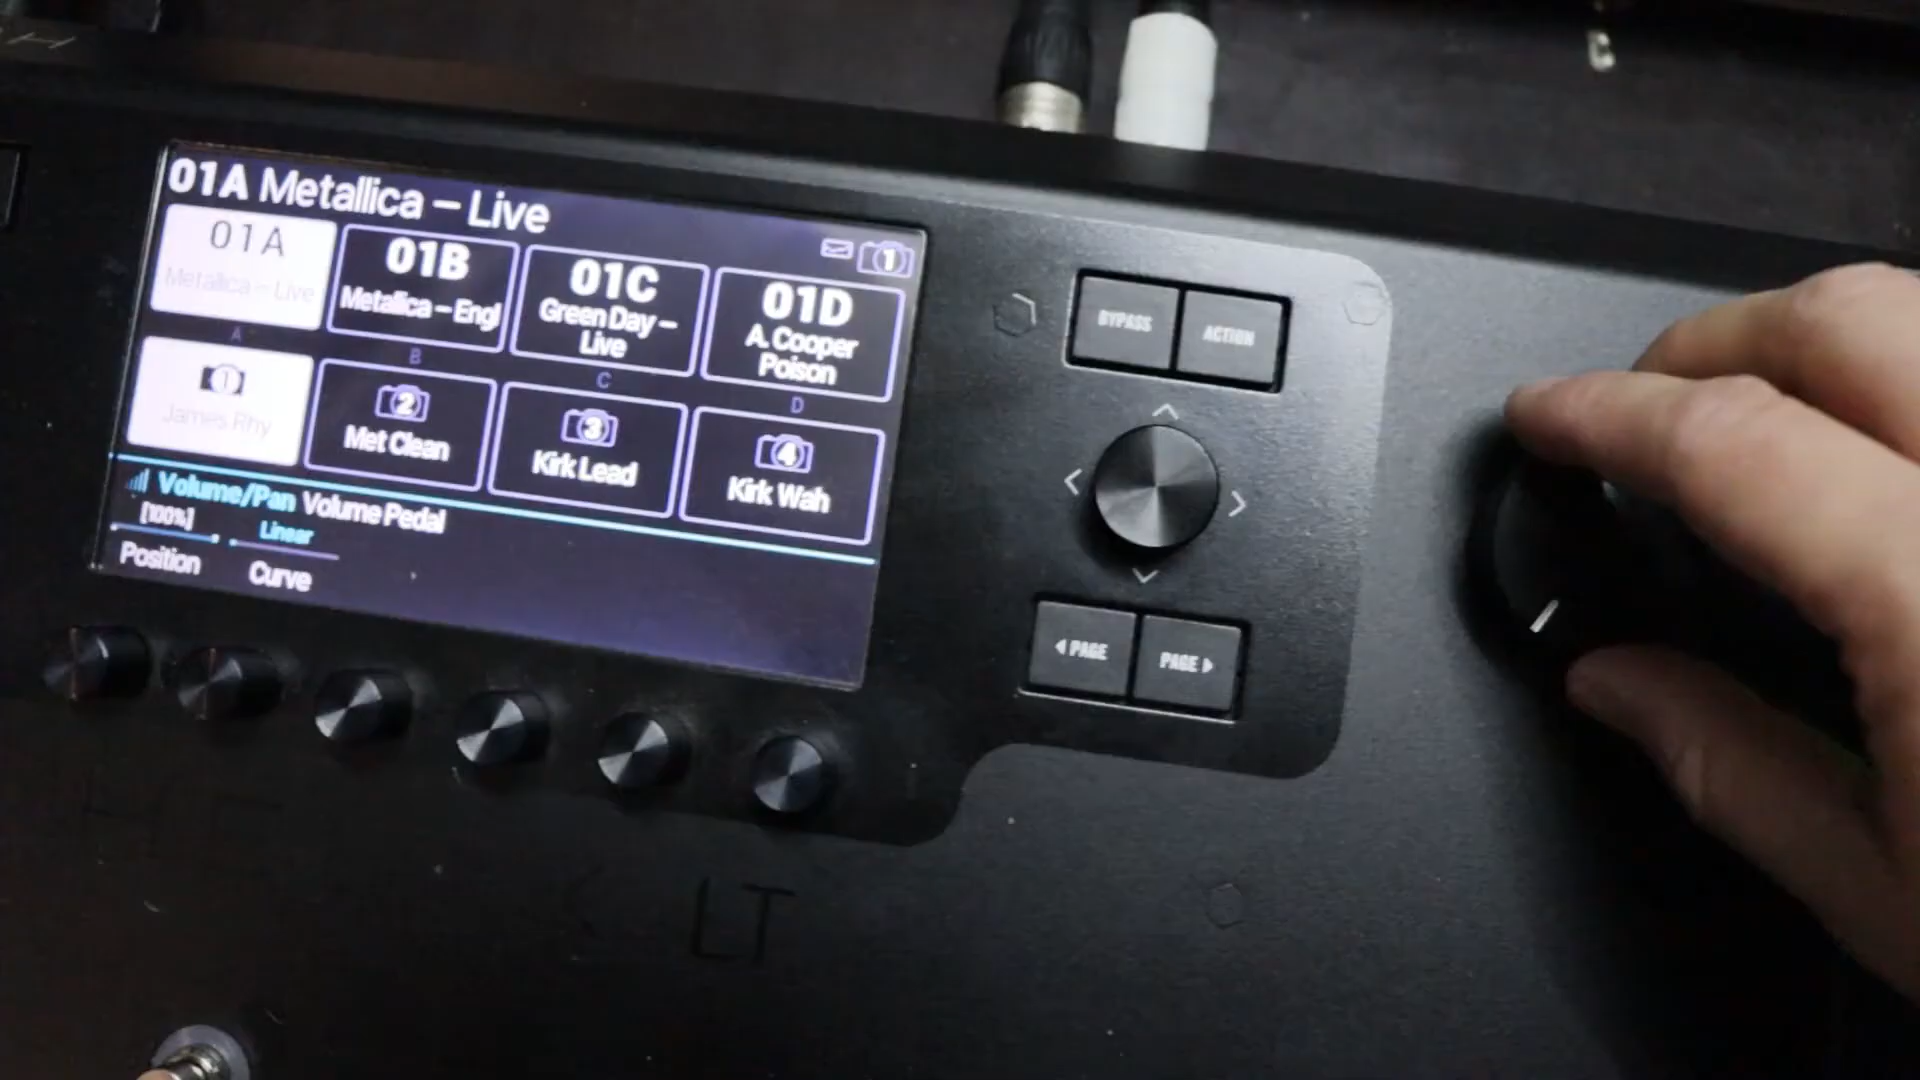 01A Metallica – Live
1
01A
Metallica – Live
01B
Metallica – Engl
01C
Green Day –
Live
01D
A. Cooper
Poison
A
B
C
D
1
James Rhy
2
Met Clean
3
Kirk Lead
4
Kirk Wah
Volume/Pan Volume Pedal
[100%]
Linear
Position
Curve
BYPASS
ACTION
◀ PAGE
PAGE ▶
LT